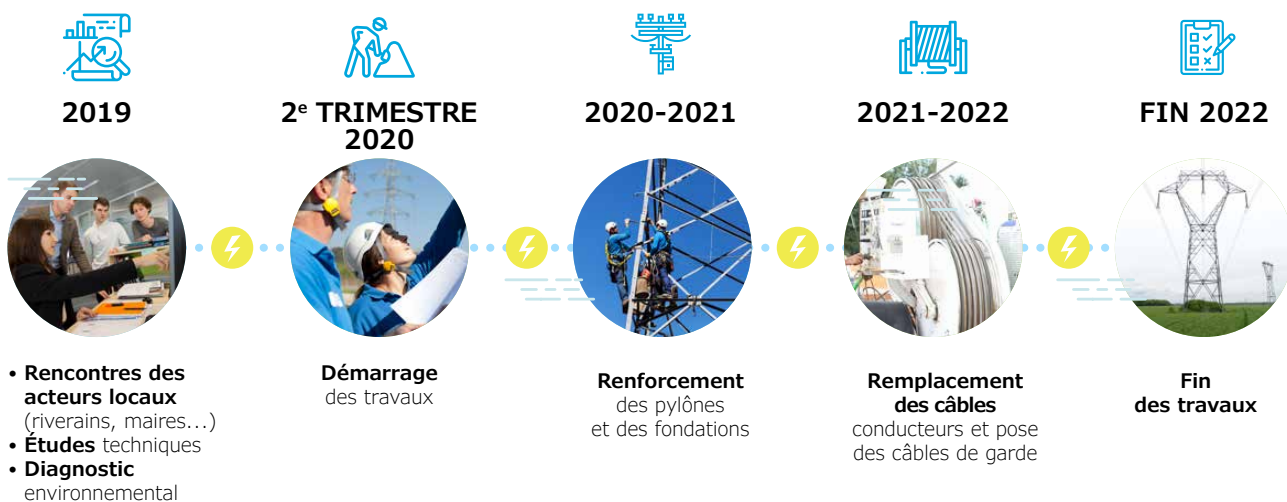 2019
• Rencontres des
acteurs locaux
(riverains, maires...)
• Études techniques
• Diagnostic
environnemental
2e TRIMESTRE
2020
Démarrage
des travaux
2020-2021
Renforcement
des pylônes
et des fondations
2021-2022
Remplacement
des câbles
conducteurs et pose
des câbles de garde
FIN 2022
Fin
des travaux